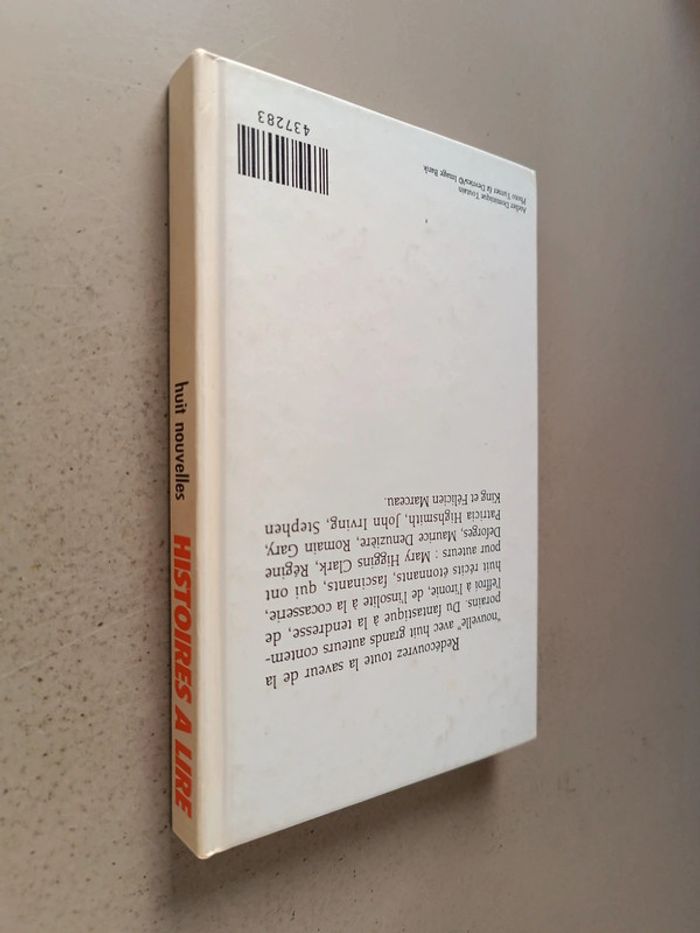 HISTOIRES A LIRE
huit nouvelles
Redécouvrez toute la saveur de la
"nouvelle" avec huit grands auteurs contem-
porains. Du fantastique à la tendresse, de
l'effroi à l'ironie, de l'insolite à la cocasserie,
huit récits étonnants, fascinants, qui ont
pour auteurs : Mary Higgins Clark, Régine
Deforges, Maurice Denuzière, Romain Gary,
Patricia Highsmith, John Irving, Stephen
King et Félicien Marceau.
Atelier Dominique Toutain
Photo Turner & Devries/© Image Bank
437283